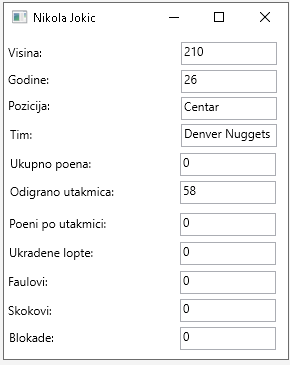 Nikola Jokic
Visina: 210
Godine: 26
Pozicija: Centar
Tim: Denver Nuggets
Ukupno poena: 0
Odigrano utakmica: 58
Poeni po utakmici: 0
Ukradene lopte: 0
Faulovi: 0
Skokovi: 0
Blokade: 0